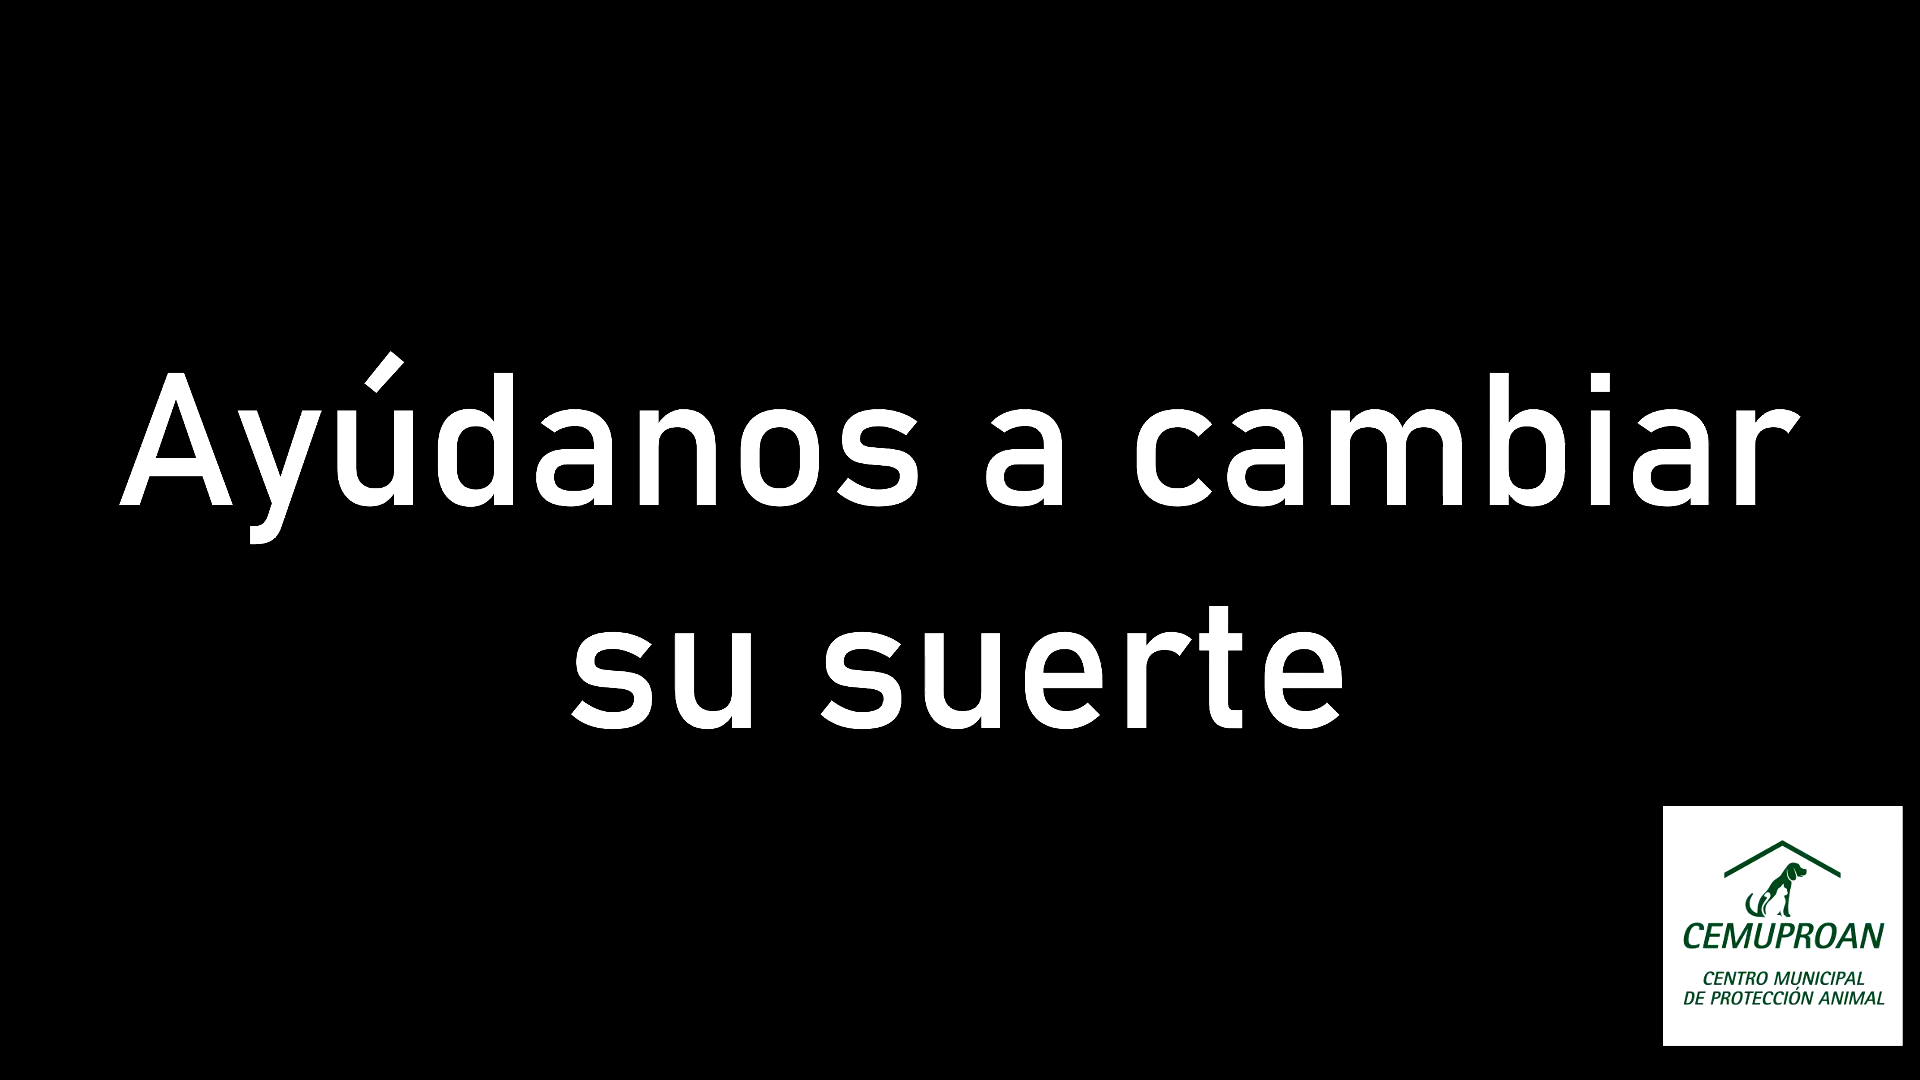 Ayúdanos a cambiar
su suerte
CEMUPROAN
CENTRO MUNICIPAL
DE PROTECCIÓN ANIMAL